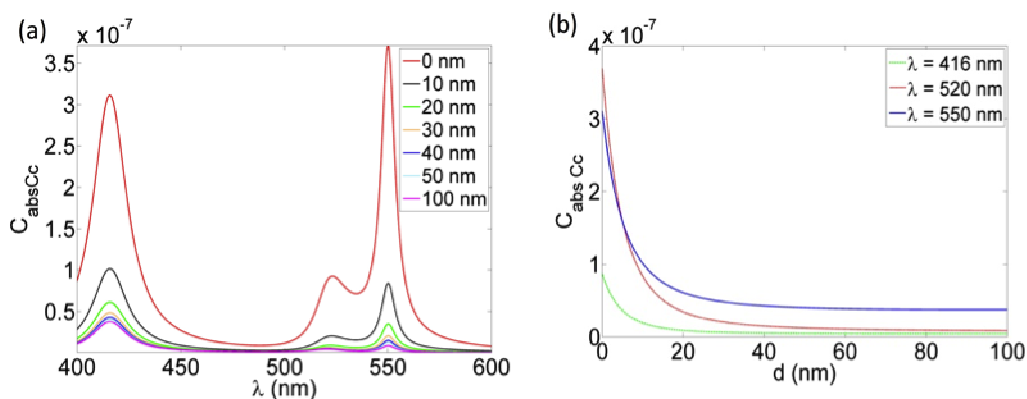 (a)
× 10⁻⁷
C_absCc
3.5
3
2.5
2
1.5
1
0.5
400
450
500
550
600
λ (nm)
0 nm
10 nm
20 nm
30 nm
40 nm
50 nm
100 nm
(b)
× 10⁻⁷
C_abs Cc
4
3
2
1
0
0
20
40
60
80
100
d (nm)
λ = 416 nm
λ = 520 nm
λ = 550 nm